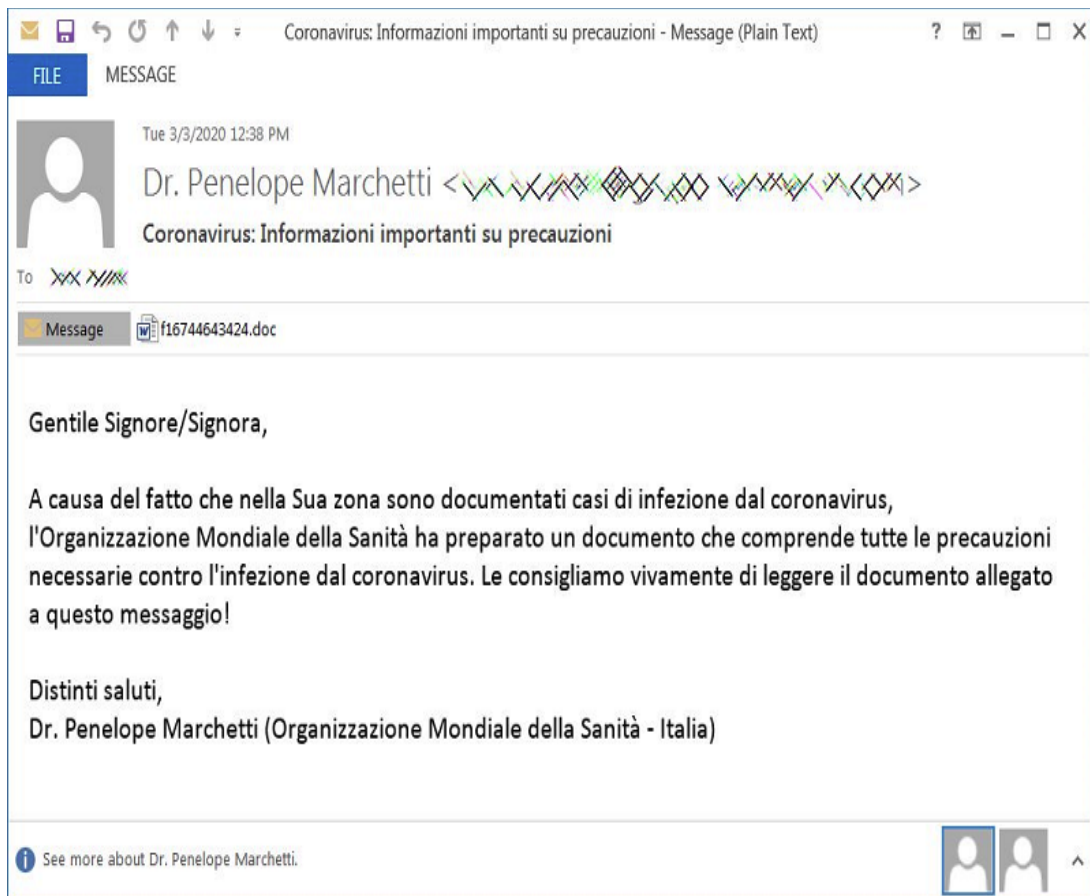 Coronavirus: Informazioni importanti su precauzioni - Message (Plain Text)
?
FILE MESSAGE
Tue 3/3/2020 12:38 PM
Dr. Penelope Marchetti < >
Coronavirus: Informazioni importanti su precauzioni
To
Message f16744643424.doc
Gentile Signore/Signora,
A causa del fatto che nella Sua zona sono documentati casi di infezione dal coronavirus,
l'Organizzazione Mondiale della Sanità ha preparato un documento che comprende tutte le precauzioni
necessarie contro l'infezione dal coronavirus. Le consigliamo vivamente di leggere il documento allegato
a questo messaggio!
Distinti saluti,
Dr. Penelope Marchetti (Organizzazione Mondiale della Sanità - Italia)
See more about Dr. Penelope Marchetti.